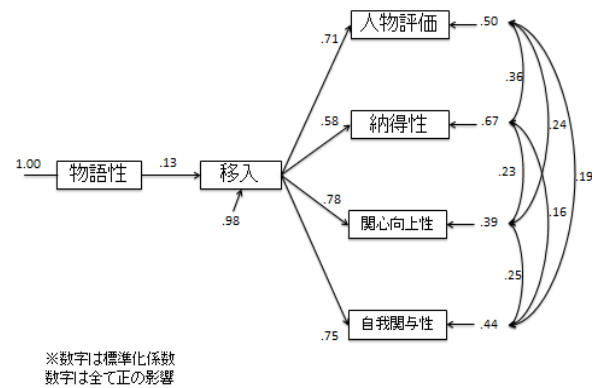 人物評価
.50
.71
.36
.58
納得性
.67
.24
1.00
物語性
.13
移入
.23
.19
.98
.78
関心向上性
.39
.16
.25
.75
自我関与性
.44
※数字は標準化係数
数字は全て正の影響